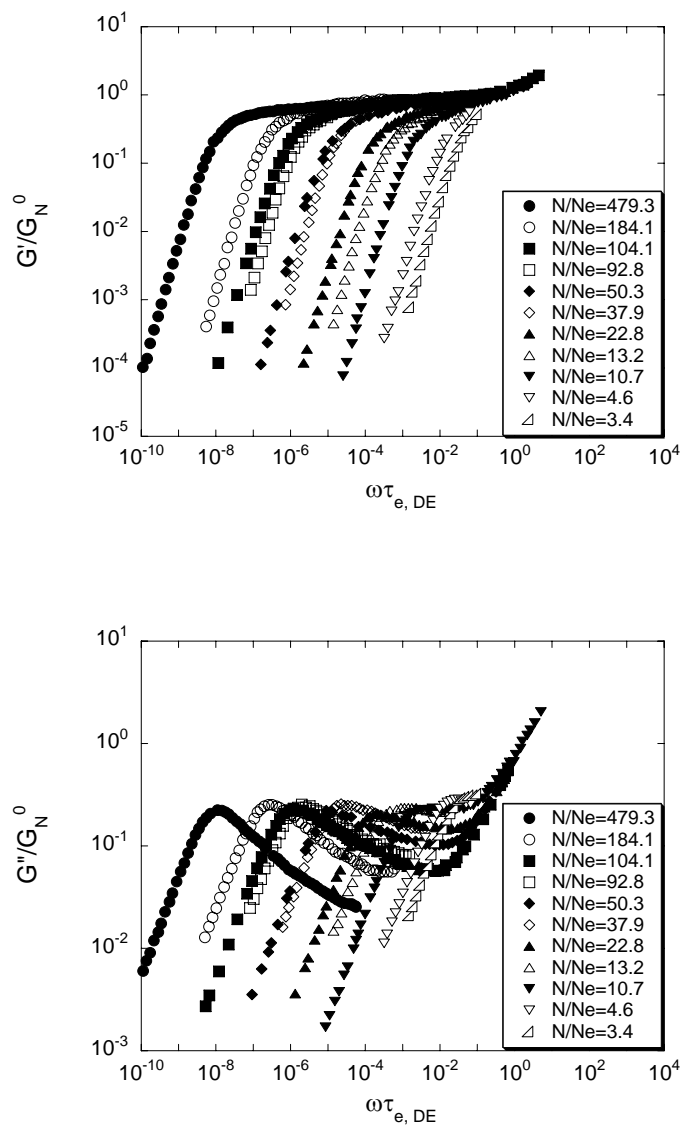 10^1
10^0
10^-1
10^-2
10^-3
10^-4
10^-5
G'/G_N^0
N/Ne=479.3
N/Ne=184.1
N/Ne=104.1
N/Ne=92.8
N/Ne=50.3
N/Ne=37.9
N/Ne=22.8
N/Ne=13.2
N/Ne=10.7
N/Ne=4.6
N/Ne=3.4
10^-10 10^-8 10^-6 10^-4 10^-2 10^0 10^2 10^4
ωτ_e, DE
10^1
10^0
10^-1
10^-2
10^-3
G"/G_N^0
N/Ne=479.3
N/Ne=184.1
N/Ne=104.1
N/Ne=92.8
N/Ne=50.3
N/Ne=37.9
N/Ne=22.8
N/Ne=13.2
N/Ne=10.7
N/Ne=4.6
N/Ne=3.4
10^-10 10^-8 10^-6 10^-4 10^-2 10^0 10^2 10^4
ωτ_e, DE